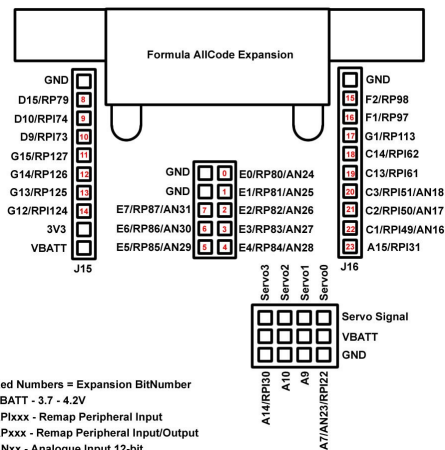 Formula AllCode Expansion
GND
D15/RP79 8
D10/RPI74 9
D9/RPI73 10
G15/RP127 11
G14/RP126 12
G13/RP125 13
G12/RPI124 14
3V3
VBATT
J15
GND 0 E0/RP80/AN24
GND 1 E1/RP81/AN25
E7/RP87/AN31 7 2 E2/RP82/AN26
E6/RP86/AN30 6 3 E3/RP83/AN27
E5/RP85/AN29 5 4 E4/RP84/AN28
GND
15 F2/RP98
16 F1/RP97
17 G1/RP113
18 C14/RPI62
19 C13/RPI61
20 C3/RPI51/AN18
21 C2/RPI50/AN17
22 C1/RPI49/AN16
23 A15/RPI31
J16
Servo3
Servo2
Servo1
Servo0
Servo Signal
VBATT
GND
A14/RPI30
A10
A9
A7/AN23/RPI22
ed Numbers = Expansion BitNumber
BATT - 3.7 - 4.2V
PIxxx - Remap Peripheral Input
Pxxx - Remap Peripheral Input/Output
Nxx - Analogue Input 12-bit